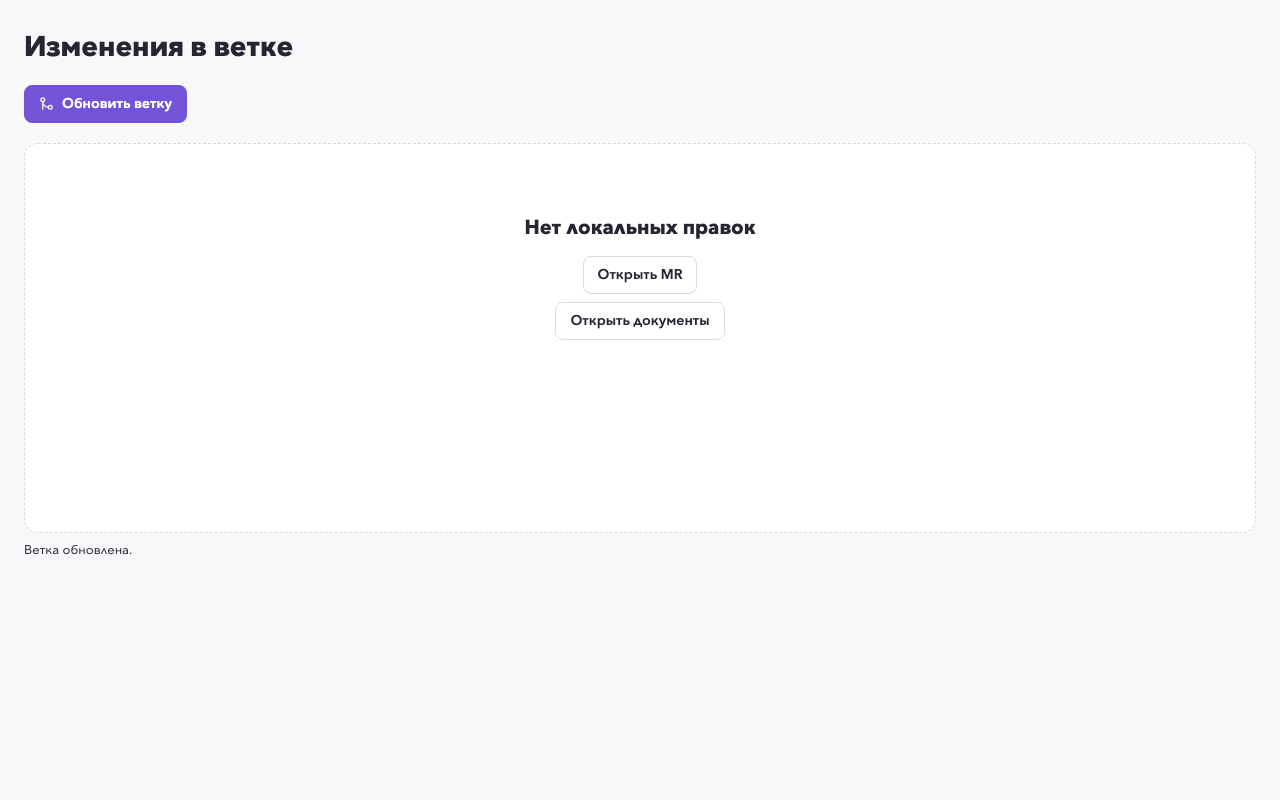 Изменения в ветке
Обновить ветку
Нет локальных правок
Открыть MR
Открыть документы
Ветка обновлена.